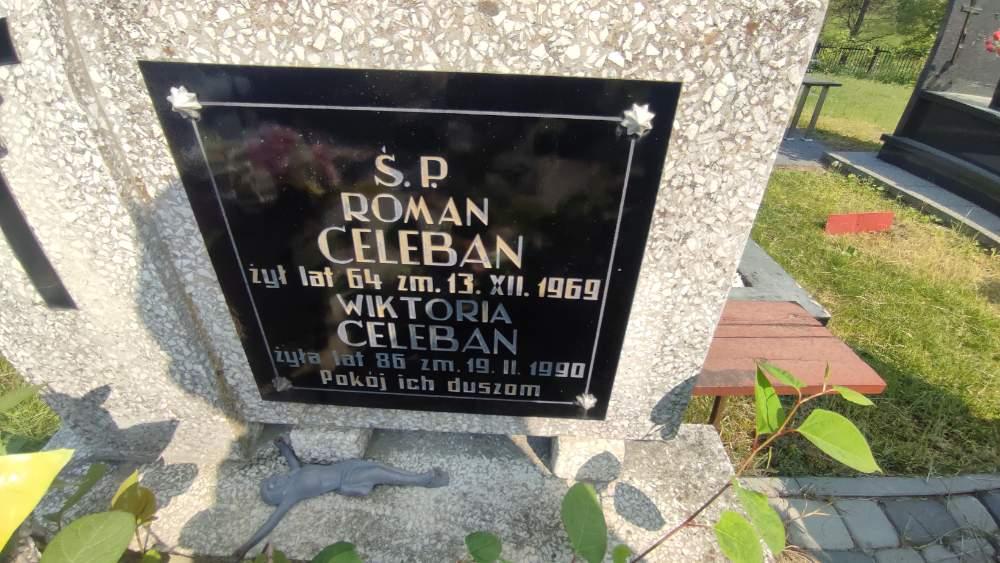 Ś.P.
ROMAN
CELEBAN
żył lat 64 zm. 13. XII. 1969
WIKTORIA
CELEBAN
żyła lat 86 zm. 19. II. 1990
Pokój ich duszom